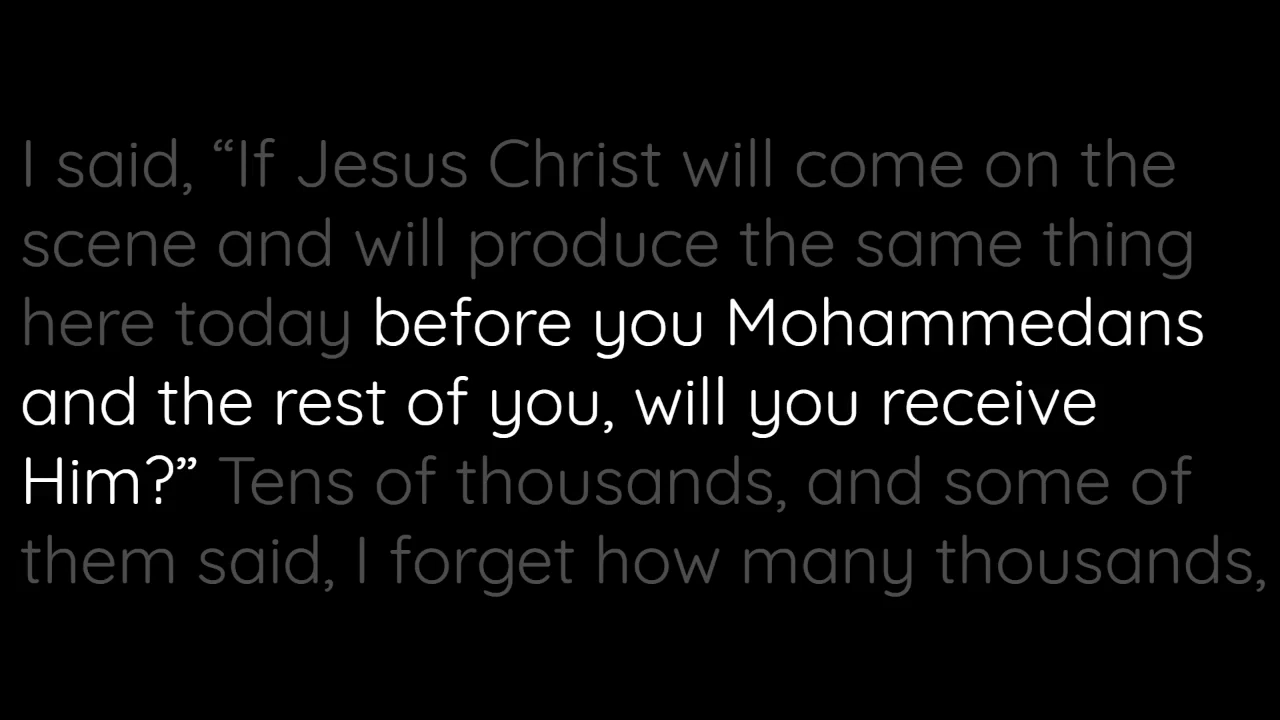 I said, “If Jesus Christ will come on the
scene and will produce the same thing
here today before you Mohammedans
and the rest of you, will you receive
Him?” Tens of thousands, and some of
them said, I forget how many thousands,